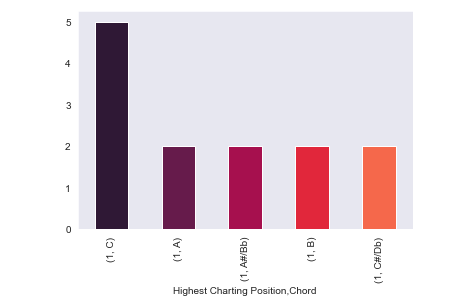 5
4
3
2
1
0
(1, C)
(1, A)
(1, A#/Bb)
(1, B)
(1, C#/Db)
Highest Charting Position,Chord